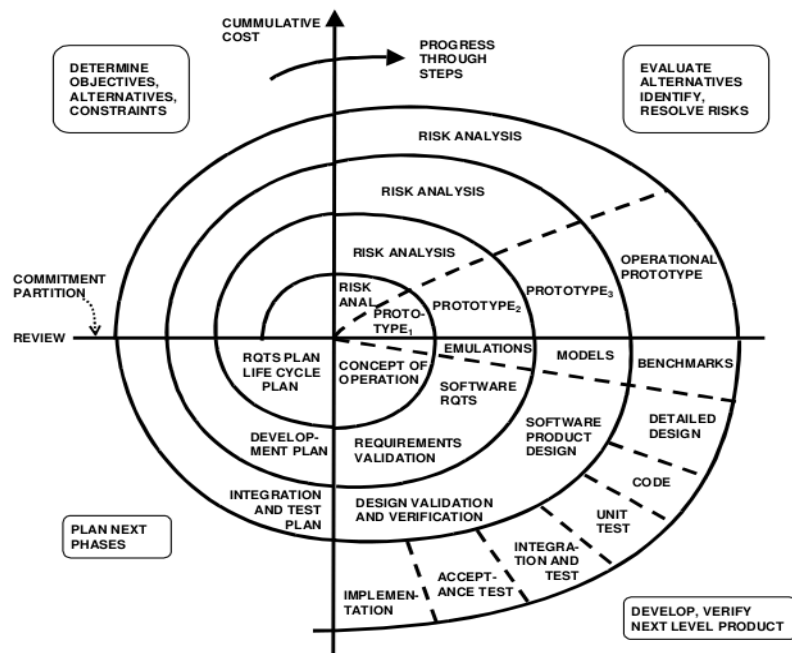 CUMMULATIVE
COST
PROGRESS
THROUGH
STEPS
DETERMINE
OBJECTIVES,
ALTERNATIVES,
CONSTRAINTS
EVALUATE
ALTERNATIVES
IDENTIFY,
RESOLVE RISKS
RISK ANALYSIS
RISK ANALYSIS
RISK ANALYSIS
RISK
ANAL.
COMMITMENT
PARTITION
REVIEW
PROTO-
TYPE1
PROTOTYPE2
PROTOTYPE3
OPERATIONAL
PROTOTYPE
EMULATIONS
MODELS
BENCHMARKS
RQTS PLAN
LIFE CYCLE
PLAN
CONCEPT OF
OPERATION
SOFTWARE
RQTS
SOFTWARE
PRODUCT
DESIGN
DETAILED
DESIGN
DEVELOP-
MENT PLAN
REQUIREMENTS
VALIDATION
CODE
INTEGRATION
AND TEST
PLAN
DESIGN VALIDATION
AND VERIFICATION
UNIT
TEST
PLAN NEXT
PHASES
INTEGRA-
TION AND
TEST
ACCEPT-
ANCE TEST
IMPLEMEN-
TATION
DEVELOP, VERIFY
NEXT LEVEL PRODUCT